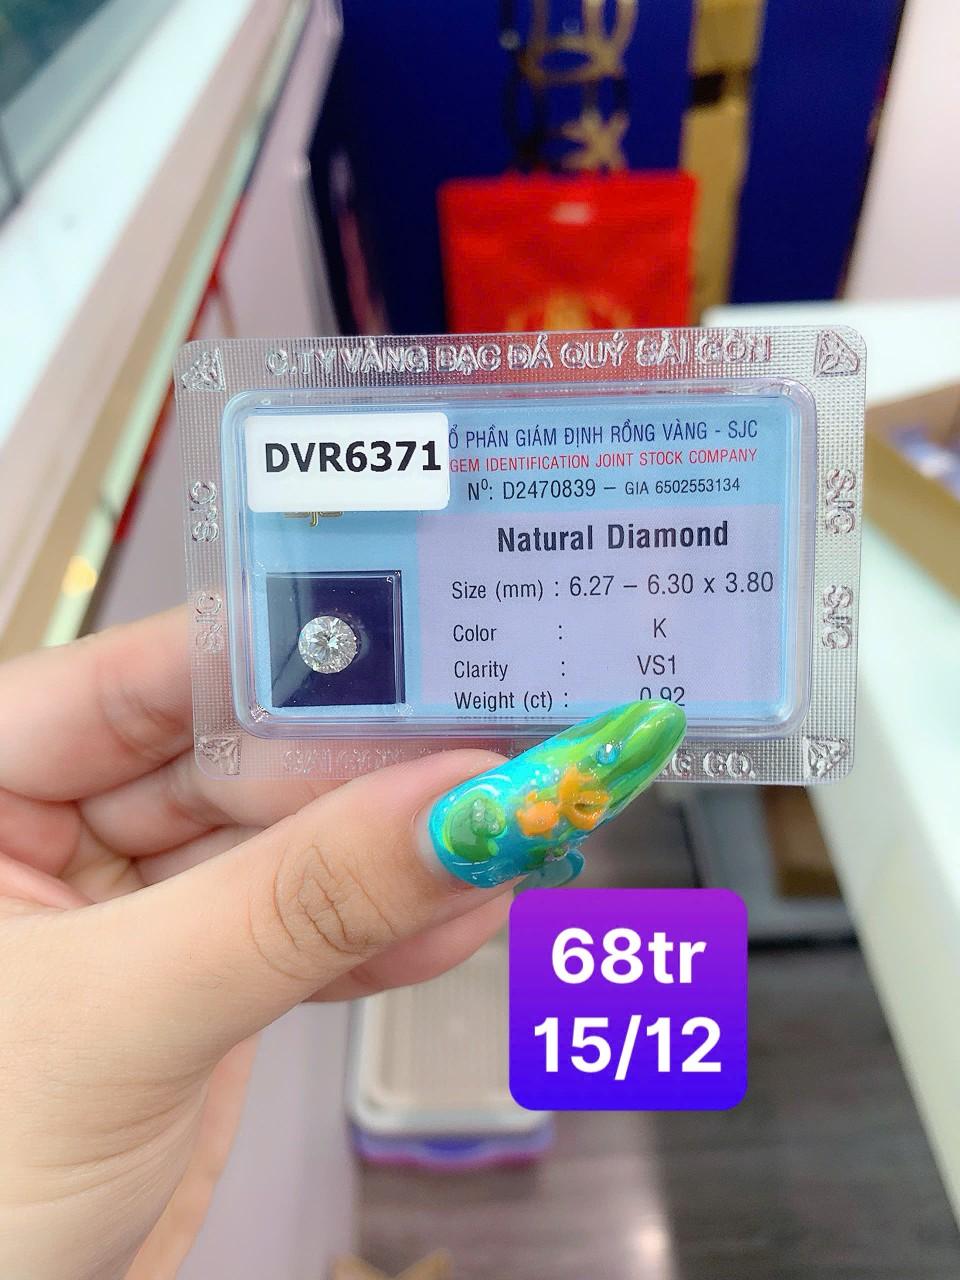 C.TY VÀNG BẠC ĐÁ QUÝ SÀI GÒN
DVR6371
Ổ PHẦN GIÁM ĐỊNH RỒNG VÀNG - SJC
GEM IDENTIFICATION JOINT STOCK COMPANY
Nº: D2470839 – GIA 6502553134
Natural Diamond
Size (mm) : 6.27 – 6.30 x 3.80
Color : K
Clarity : VS1
Weight (ct) : 0.92
SJC
SJC
SJC
SJC
CO.
68tr
15/12